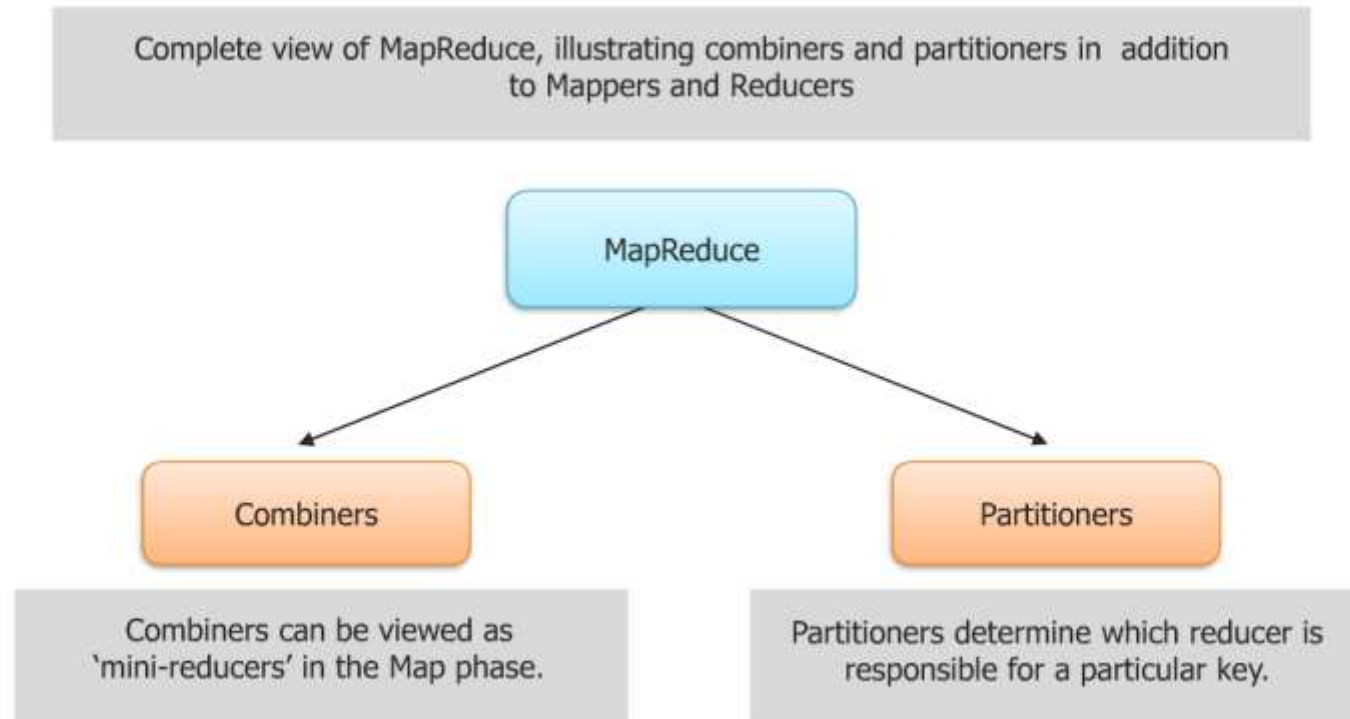 Complete view of MapReduce, illustrating combiners and partitioners in addition
to Mappers and Reducers
MapReduce
Combiners
Partitioners
Combiners can be viewed as
‘mini-reducers’ in the Map phase.
Partitioners determine which reducer is
responsible for a particular key.